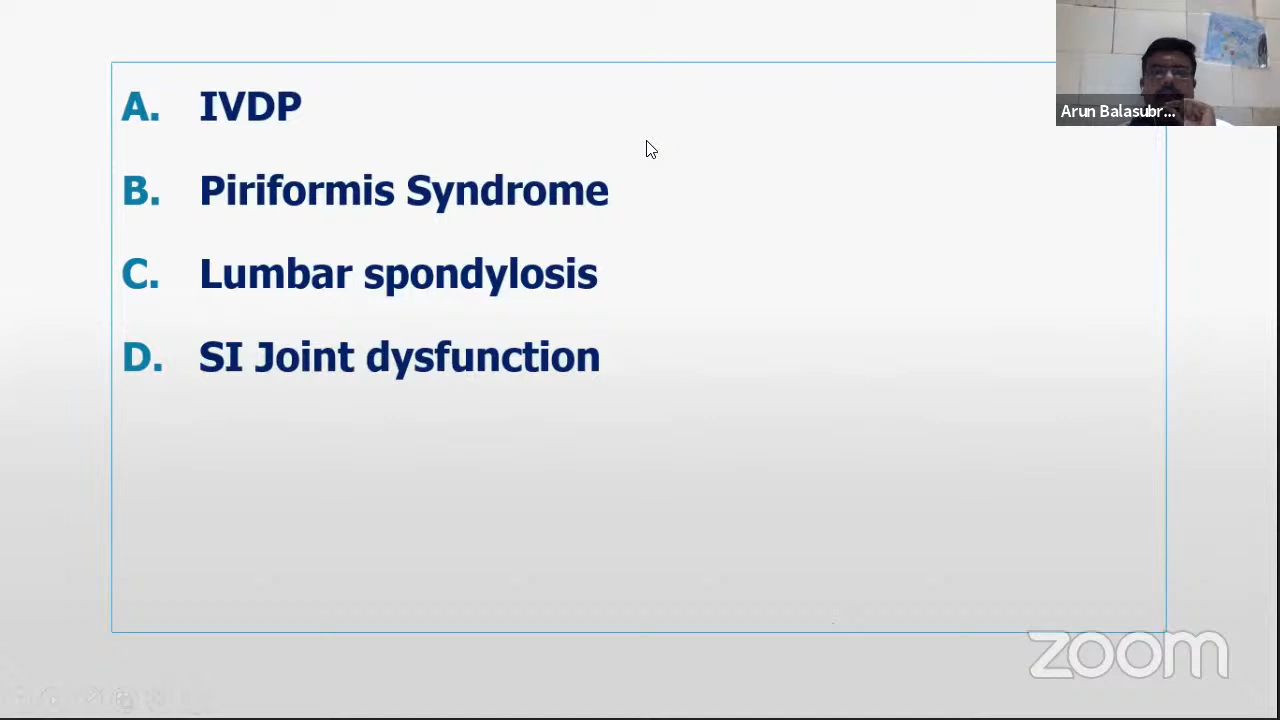 A. IVDP
Arun Balasubr...
B. Piriformis Syndrome
C. Lumbar spondylosis
D. SI Joint dysfunction
zoom